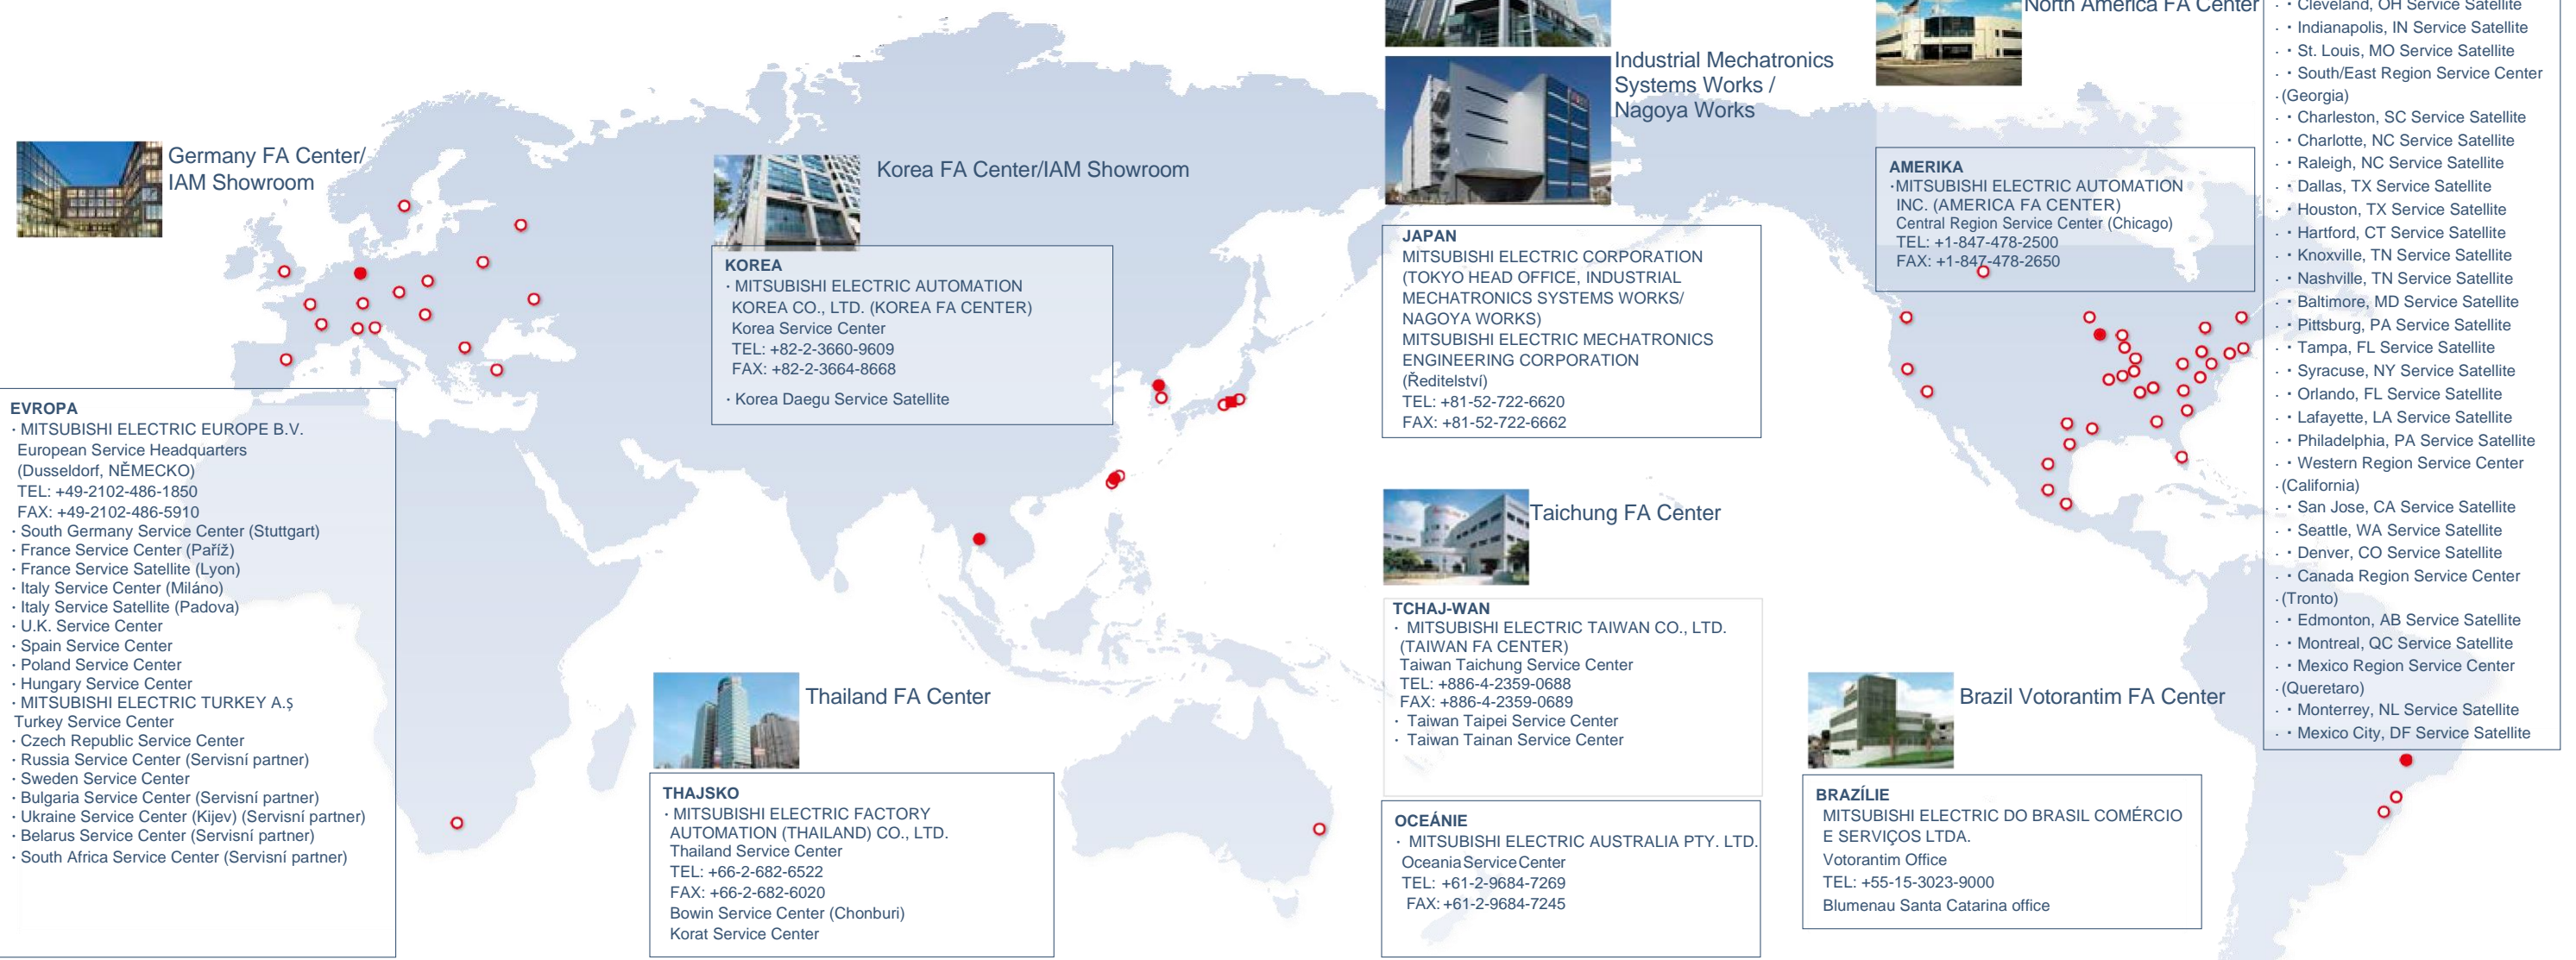 Germany FA Center/
IAM Showroom
EVROPA
· MITSUBISHI ELECTRIC EUROPE B.V.
European Service Headquarters
(Dusseldorf, NĚMECKO)
TEL: +49-2102-486-1850
FAX: +49-2102-486-5910
· South Germany Service Center (Stuttgart)
· France Service Center (Paříž)
· France Service Satellite (Lyon)
· Italy Service Center (Miláno)
· Italy Service Satellite (Padova)
· U.K. Service Center
· Spain Service Center
· Poland Service Center
· Hungary Service Center
· MITSUBISHI ELECTRIC TURKEY A.Ş
Turkey Service Center
· Czech Republic Service Center
· Russia Service Center (Servisní partner)
· Sweden Service Center
· Bulgaria Service Center (Servisní partner)
· Ukraine Service Center (Kijev) (Servisní partner)
· Belarus Service Center (Servisní partner)
· South Africa Service Center (Servisní partner)
Korea FA Center/IAM Showroom
KOREA
· MITSUBISHI ELECTRIC AUTOMATION
KOREA CO., LTD. (KOREA FA CENTER)
Korea Service Center
TEL: +82-2-3660-9609
FAX: +82-2-3664-8668
· Korea Daegu Service Satellite
Thailand FA Center
THAJSKO
· MITSUBISHI ELECTRIC FACTORY
AUTOMATION (THAILAND) CO., LTD.
Thailand Service Center
TEL: +66-2-682-6522
FAX: +66-2-682-6020
Bowin Service Center (Chonburi)
Korat Service Center
Industrial Mechatronics
Systems Works /
Nagoya Works
JAPAN
MITSUBISHI ELECTRIC CORPORATION
(TOKYO HEAD OFFICE, INDUSTRIAL
MECHATRONICS SYSTEMS WORKS/
NAGOYA WORKS)
MITSUBISHI ELECTRIC MECHATRONICS
ENGINEERING CORPORATION
(Ředitelství)
TEL: +81-52-722-6620
FAX: +81-52-722-6662
Taichung FA Center
TCHAJ-WAN
· MITSUBISHI ELECTRIC TAIWAN CO., LTD.
(TAIWAN FA CENTER)
Taiwan Taichung Service Center
TEL: +886-4-2359-0688
FAX: +886-4-2359-0689
· Taiwan Taipei Service Center
· Taiwan Tainan Service Center
OCEÁNIE
· MITSUBISHI ELECTRIC AUSTRALIA PTY. LTD.
Oceania Service Center
TEL: +61-2-9684-7269
FAX: +61-2-9684-7245
North America FA Center
AMERIKA
·MITSUBISHI ELECTRIC AUTOMATION
INC. (AMERICA FA CENTER)
Central Region Service Center (Chicago)
TEL: +1-847-478-2500
FAX: +1-847-478-2650
Brazil Votorantim FA Center
BRAZÍLIE
MITSUBISHI ELECTRIC DO BRASIL COMÉRCIO
E SERVIÇOS LTDA.
Votorantim Office
TEL: +55-15-3023-9000
Blumenau Santa Catarina office
· · Cleveland, OH Service Satellite
· · Indianapolis, IN Service Satellite
· · St. Louis, MO Service Satellite
· · South/East Region Service Center
· (Georgia)
· · Charleston, SC Service Satellite
· · Charlotte, NC Service Satellite
· · Raleigh, NC Service Satellite
· · Dallas, TX Service Satellite
· · Houston, TX Service Satellite
· · Hartford, CT Service Satellite
· · Knoxville, TN Service Satellite
· · Nashville, TN Service Satellite
· · Baltimore, MD Service Satellite
· · Pittsburg, PA Service Satellite
· · Tampa, FL Service Satellite
· · Syracuse, NY Service Satellite
· · Orlando, FL Service Satellite
· · Lafayette, LA Service Satellite
· · Philadelphia, PA Service Satellite
· · Western Region Service Center
· (California)
· · San Jose, CA Service Satellite
· · Seattle, WA Service Satellite
· · Denver, CO Service Satellite
· · Canada Region Service Center
· (Tronto)
· · Edmonton, AB Service Satellite
· · Montreal, QC Service Satellite
· · Mexico Region Service Center
· (Queretaro)
· · Monterrey, NL Service Satellite
· · Mexico City, DF Service Satellite